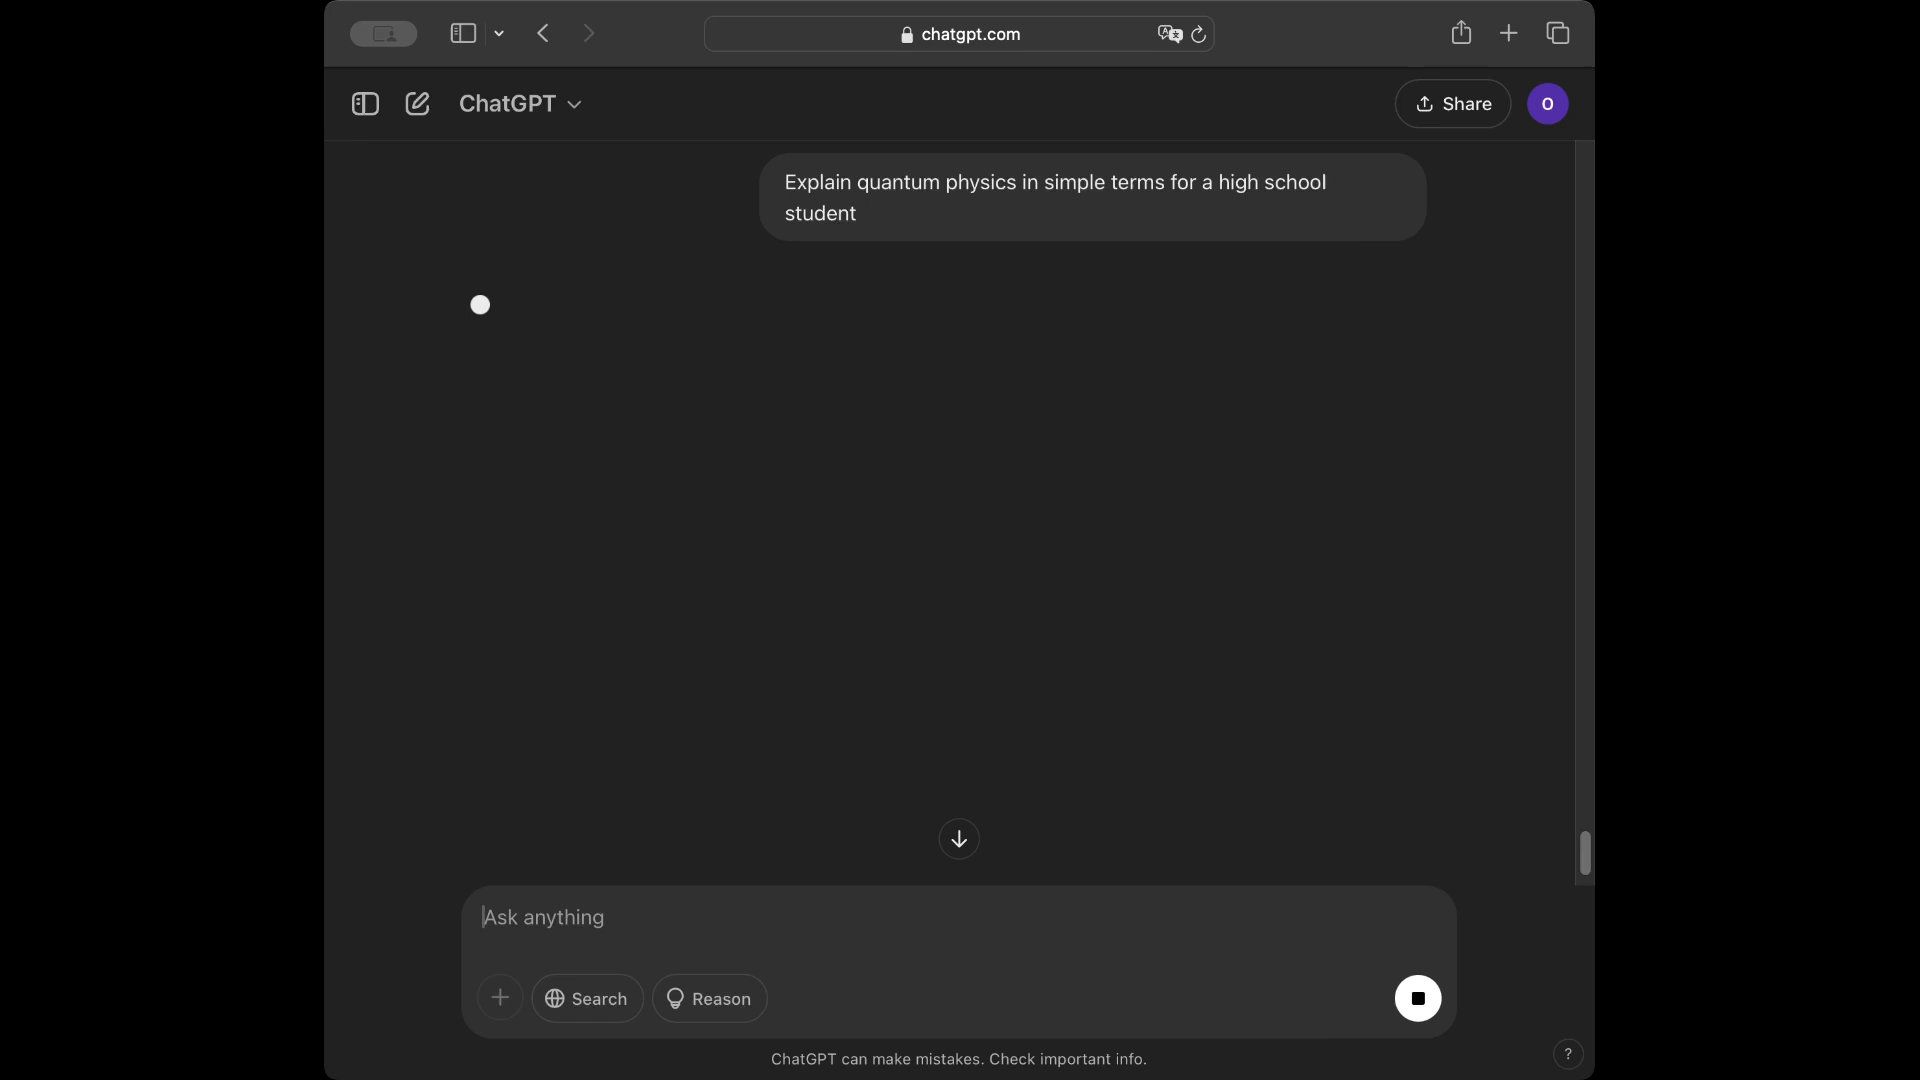 chatgpt.com
ChatGPT
Share
O
Explain quantum physics in simple terms for a high school
student
Ask anything
Search
Reason
ChatGPT can make mistakes. Check important info.
?